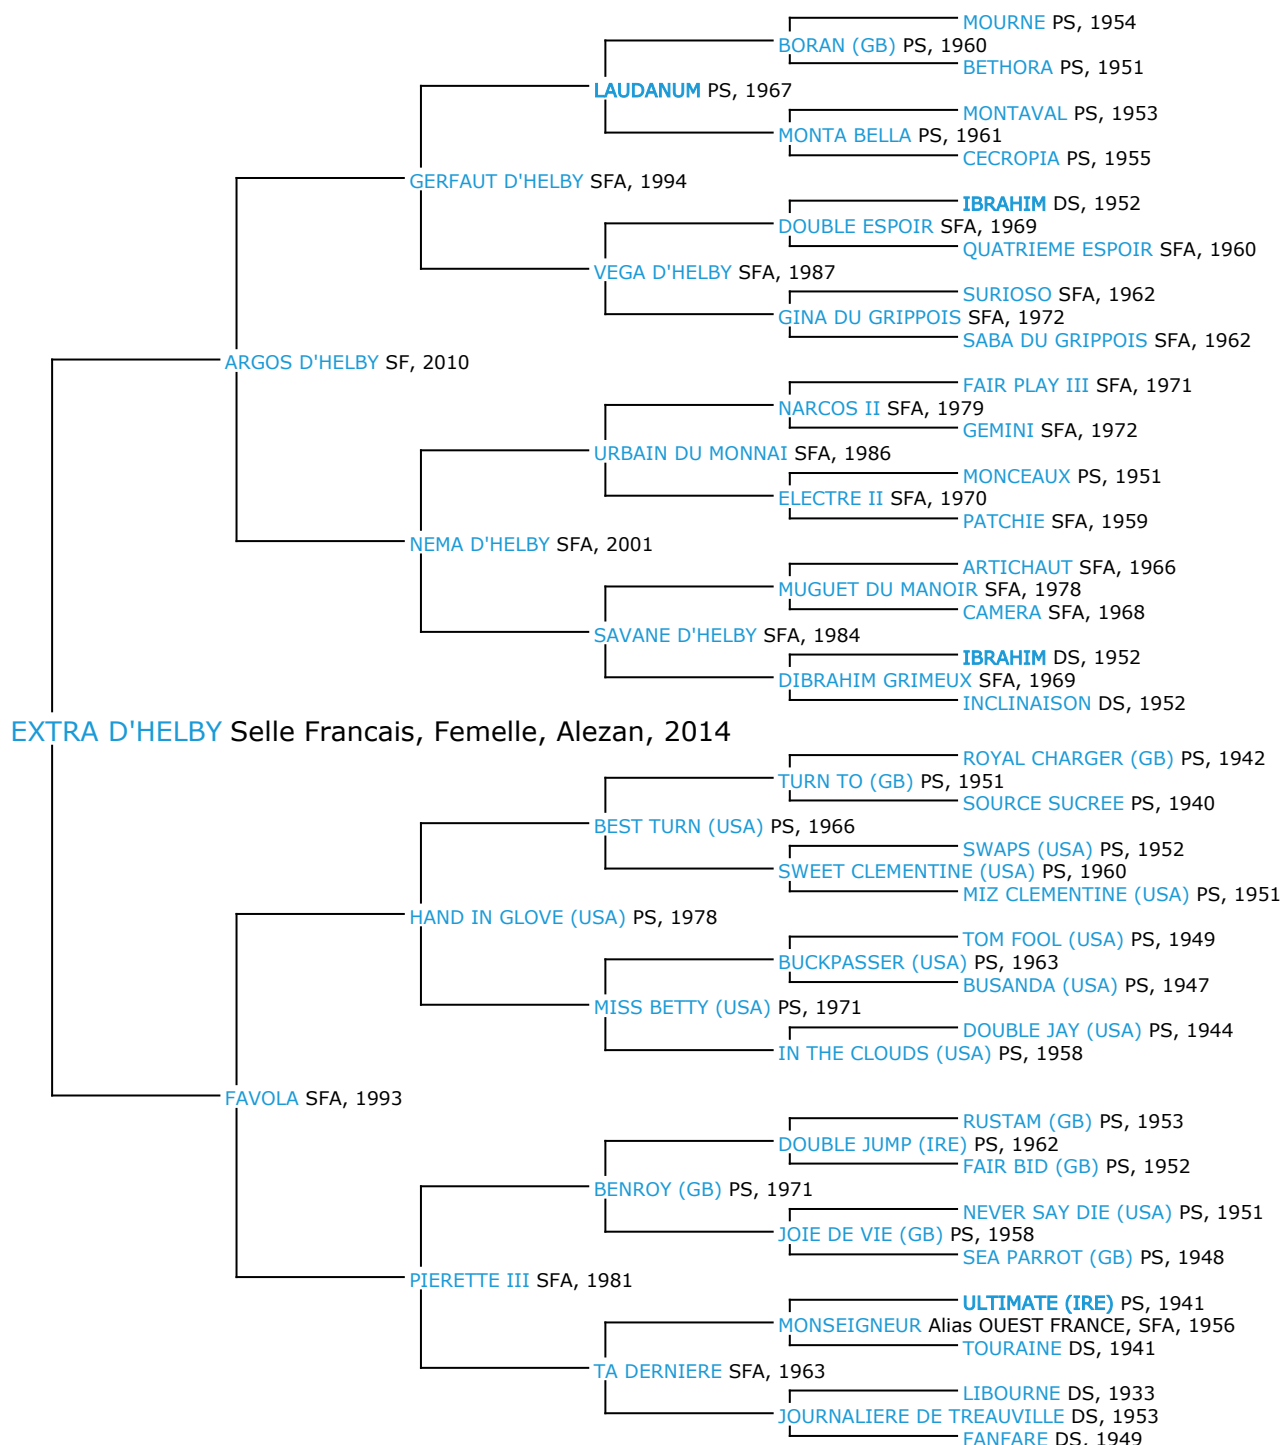 MOURNE PS, 1954
BORAN (GB) PS, 1960
BETHORA PS, 1951
LAUDANUM PS, 1967
MONTAVAL PS, 1953
MONTA BELLA PS, 1961
CECROPIA PS, 1955
GERFAUT D'HELBY SFA, 1994
IBRAHIM DS, 1952
DOUBLE ESPOIR SFA, 1969
QUATRIEME ESPOIR SFA, 1960
VEGA D'HELBY SFA, 1987
SURIOSO SFA, 1962
GINA DU GRIPPOIS SFA, 1972
SABA DU GRIPPOIS SFA, 1962
ARGOS D'HELBY SF, 2010
FAIR PLAY III SFA, 1971
NARCOS II SFA, 1979
GEMINI SFA, 1972
URBAIN DU MONNAI SFA, 1986
MONCEAUX PS, 1951
ELECTRE II SFA, 1970
PATCHIE SFA, 1959
NEMA D'HELBY SFA, 2001
ARTICHAUT SFA, 1966
MUGUET DU MANOIR SFA, 1978
CAMERA SFA, 1968
SAVANE D'HELBY SFA, 1984
IBRAHIM DS, 1952
DIBRAHIM GRIMEUX SFA, 1969
INCLINAISON DS, 1952
EXTRA D'HELBY Selle Francais, Femelle, Alezan, 2014
ROYAL CHARGER (GB) PS, 1942
TURN TO (GB) PS, 1951
SOURCE SUCREE PS, 1940
BEST TURN (USA) PS, 1966
SWAPS (USA) PS, 1952
SWEET CLEMENTINE (USA) PS, 1960
MIZ CLEMENTINE (USA) PS, 1951
HAND IN GLOVE (USA) PS, 1978
TOM FOOL (USA) PS, 1949
BUCKPASSER (USA) PS, 1963
BUSANDA (USA) PS, 1947
MISS BETTY (USA) PS, 1971
DOUBLE JAY (USA) PS, 1944
IN THE CLOUDS (USA) PS, 1958
FAVOLA SFA, 1993
RUSTAM (GB) PS, 1953
DOUBLE JUMP (IRE) PS, 1962
FAIR BID (GB) PS, 1952
BENROY (GB) PS, 1971
NEVER SAY DIE (USA) PS, 1951
JOIE DE VIE (GB) PS, 1958
SEA PARROT (GB) PS, 1948
PIERETTE III SFA, 1981
ULTIMATE (IRE) PS, 1941
MONSEIGNEUR Alias OUEST FRANCE, SFA, 1956
TOURAINE DS, 1941
TA DERNIERE SFA, 1963
LIBOURNE DS, 1933
JOURNALIERE DE TREAUVILLE DS, 1953
FANFARE DS, 1949